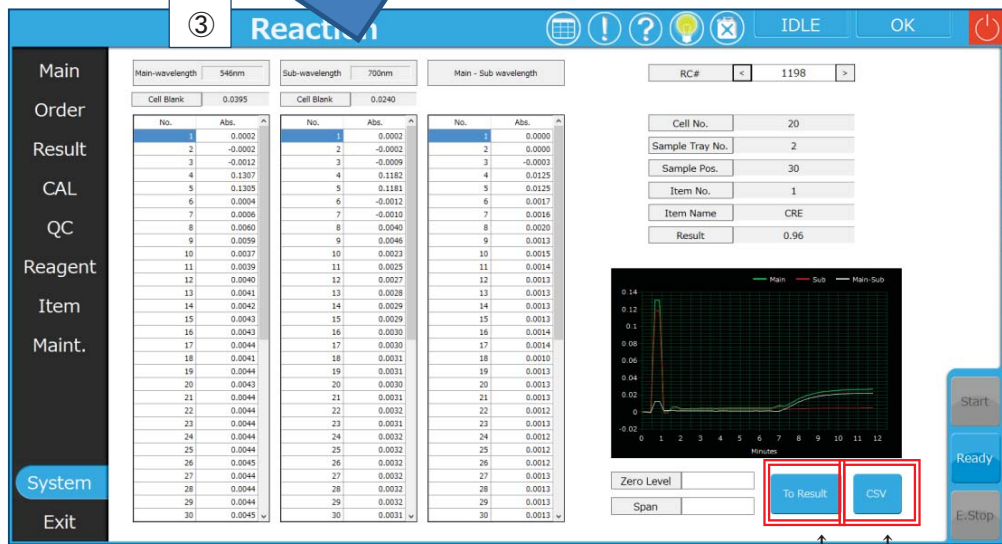 ③
Reaction
IDLE
OK
Main
Order
Result
CAL
QC
Reagent
Item
Maint.
System
Exit
Main-wavelength 546nm
Cell Blank 0.0395
No. Abs.
1 0.0002
2 -0.0002
3 -0.0012
4 0.1307
5 0.1305
6 0.0004
7 0.0006
8 0.0060
9 0.0059
10 0.0037
11 0.0039
12 0.0040
13 0.0041
14 0.0042
15 0.0043
16 0.0043
17 0.0044
18 0.0041
19 0.0044
20 0.0043
21 0.0044
22 0.0044
23 0.0044
24 0.0044
25 0.0044
26 0.0045
27 0.0044
28 0.0044
29 0.0044
30 0.0045
Sub-wavelength 700nm
Cell Blank 0.0240
No. Abs.
1 0.0002
2 -0.0002
3 -0.0009
4 0.1182
5 0.1181
6 -0.0012
7 -0.0010
8 0.0040
9 0.0046
10 0.0023
11 0.0025
12 0.0027
13 0.0028
14 0.0029
15 0.0029
16 0.0030
17 0.0030
18 0.0031
19 0.0031
20 0.0030
21 0.0031
22 0.0032
23 0.0031
24 0.0032
25 0.0032
26 0.0032
27 0.0032
28 0.0032
29 0.0032
30 0.0031
Main - Sub wavelength
No. Abs.
1 0.0000
2 0.0000
3 -0.0003
4 0.0125
5 0.0125
6 0.0017
7 0.0016
8 0.0020
9 0.0013
10 0.0015
11 0.0014
12 0.0013
13 0.0013
14 0.0013
15 0.0013
16 0.0014
17 0.0014
18 0.0010
19 0.0013
20 0.0013
21 0.0013
22 0.0012
23 0.0013
24 0.0012
25 0.0012
26 0.0012
27 0.0013
28 0.0013
29 0.0013
30 0.0013
RC# < 1198 >
Cell No. 20
Sample Tray No. 2
Sample Pos. 30
Item No. 1
Item Name CRE
Result 0.96
Main Sub Main-Sub
0.14
0.12
0.1
0.08
0.06
0.04
0.02
0
-0.02
0 1 2 3 4 5 6 7 8 9 10 11 12
Minutes
Zero Level
Span
To Result
CSV
Start
Ready
E.Stop